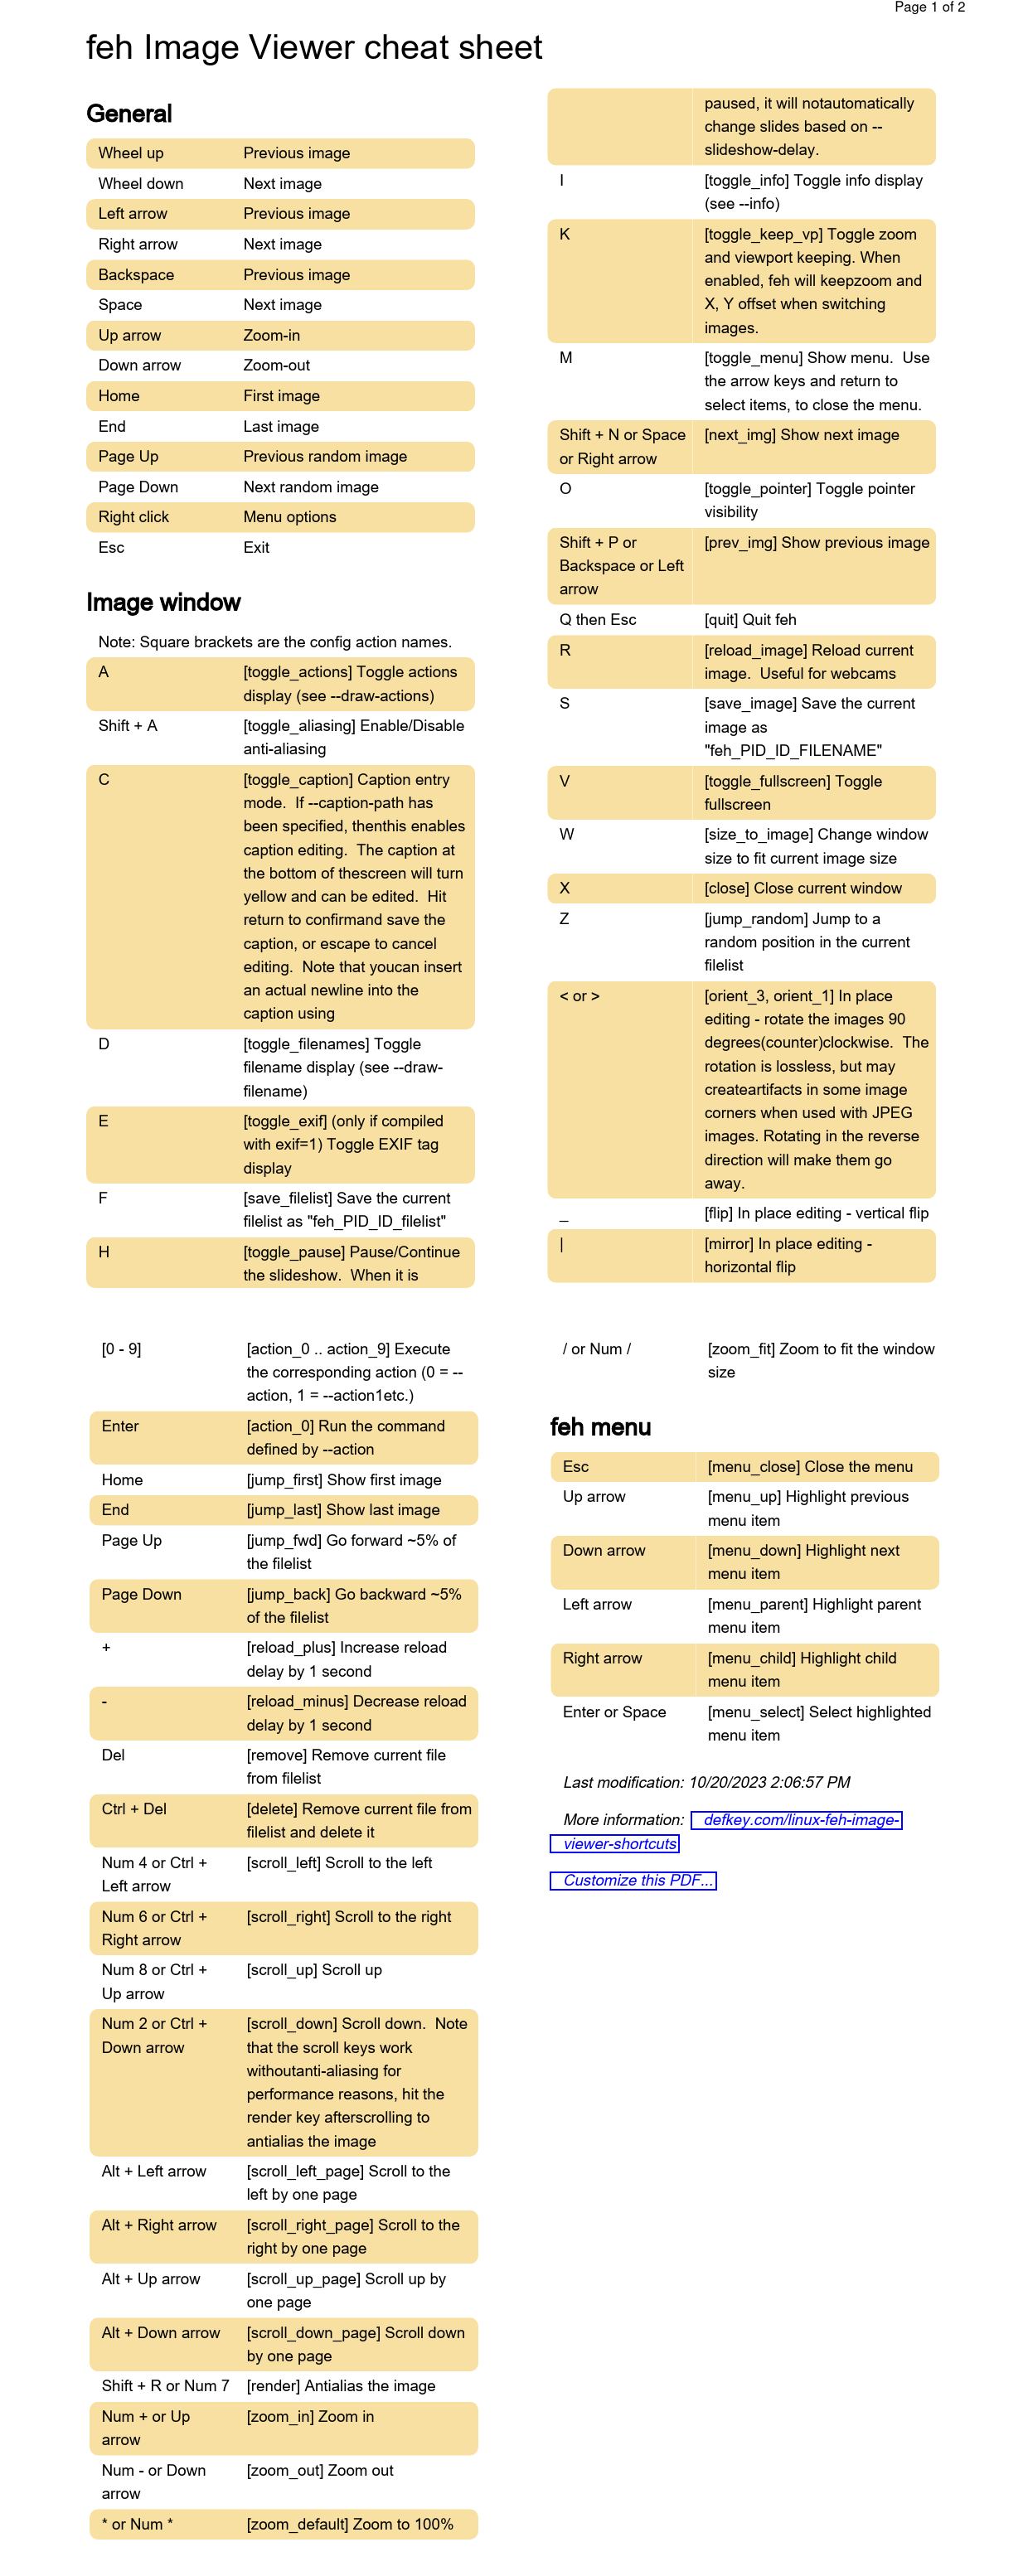 Page 1 of 2
feh Image Viewer cheat sheet
General
Wheel up Previous image
Wheel down Next image
Left arrow Previous image
Right arrow Next image
Backspace Previous image
Space Next image
Up arrow Zoom-in
Down arrow Zoom-out
Home First image
End Last image
Page Up Previous random image
Page Down Next random image
Right click Menu options
Esc Exit
Image window
Note: Square brackets are the config action names.
A [toggle_actions] Toggle actions
display (see --draw-actions)
Shift + A [toggle_aliasing] Enable/Disable
anti-aliasing
C [toggle_caption] Caption entry
mode.  If --caption-path has
been specified, thenthis enables
caption editing.  The caption at
the bottom of thescreen will turn
yellow and can be edited.  Hit
return to confirmand save the
caption, or escape to cancel
editing.  Note that youcan insert
an actual newline into the
caption using
D [toggle_filenames] Toggle
filename display (see --draw-
filename)
E [toggle_exif] (only if compiled
with exif=1) Toggle EXIF tag
display
F [save_filelist] Save the current
filelist as "feh_PID_ID_filelist"
H [toggle_pause] Pause/Continue
the slideshow.  When it is
paused, it will notautomatically
change slides based on --
slideshow-delay.
I [toggle_info] Toggle info display
(see --info)
K [toggle_keep_vp] Toggle zoom
and viewport keeping. When
enabled, feh will keepzoom and
X, Y offset when switching
images.
M [toggle_menu] Show menu.  Use
the arrow keys and return to
select items, to close the menu.
Shift + N or Space [next_img] Show next image
or Right arrow
O [toggle_pointer] Toggle pointer
visibility
Shift + P or [prev_img] Show previous image
Backspace or Left
arrow
Q then Esc [quit] Quit feh
R [reload_image] Reload current
image.  Useful for webcams
S [save_image] Save the current
image as
"feh_PID_ID_FILENAME"
V [toggle_fullscreen] Toggle
fullscreen
W [size_to_image] Change window
size to fit current image size
X [close] Close current window
Z [jump_random] Jump to a
random position in the current
filelist
< or > [orient_3, orient_1] In place
editing - rotate the images 90
degrees(counter)clockwise.  The
rotation is lossless, but may
createartifacts in some image
corners when used with JPEG
images. Rotating in the reverse
direction will make them go
away.
_ [flip] In place editing - vertical flip
| [mirror] In place editing -
horizontal flip
[0 - 9] [action_0 .. action_9] Execute
the corresponding action (0 = --
action, 1 = --action1etc.)
Enter [action_0] Run the command
defined by --action
Home [jump_first] Show first image
End [jump_last] Show last image
Page Up [jump_fwd] Go forward ~5% of
the filelist
Page Down [jump_back] Go backward ~5%
of the filelist
+ [reload_plus] Increase reload
delay by 1 second
- [reload_minus] Decrease reload
delay by 1 second
Del [remove] Remove current file
from filelist
Ctrl + Del [delete] Remove current file from
filelist and delete it
Num 4 or Ctrl + [scroll_left] Scroll to the left
Left arrow
Num 6 or Ctrl + [scroll_right] Scroll to the right
Right arrow
Num 8 or Ctrl + [scroll_up] Scroll up
Up arrow
Num 2 or Ctrl + [scroll_down] Scroll down.  Note
Down arrow that the scroll keys work
withoutanti-aliasing for
performance reasons, hit the
render key afterscrolling to
antialias the image
Alt + Left arrow [scroll_left_page] Scroll to the
left by one page
Alt + Right arrow [scroll_right_page] Scroll to the
right by one page
Alt + Up arrow [scroll_up_page] Scroll up by
one page
Alt + Down arrow [scroll_down_page] Scroll down
by one page
Shift + R or Num 7 [render] Antialias the image
Num + or Up [zoom_in] Zoom in
arrow
Num - or Down [zoom_out] Zoom out
arrow
* or Num * [zoom_default] Zoom to 100%
/ or Num / [zoom_fit] Zoom to fit the window
size
feh menu
Esc [menu_close] Close the menu
Up arrow [menu_up] Highlight previous
menu item
Down arrow [menu_down] Highlight next
menu item
Left arrow [menu_parent] Highlight parent
menu item
Right arrow [menu_child] Highlight child
menu item
Enter or Space [menu_select] Select highlighted
menu item
Last modification: 10/20/2023 2:06:57 PM
More information: defkey.com/linux-feh-image-
viewer-shortcuts
Customize this PDF...